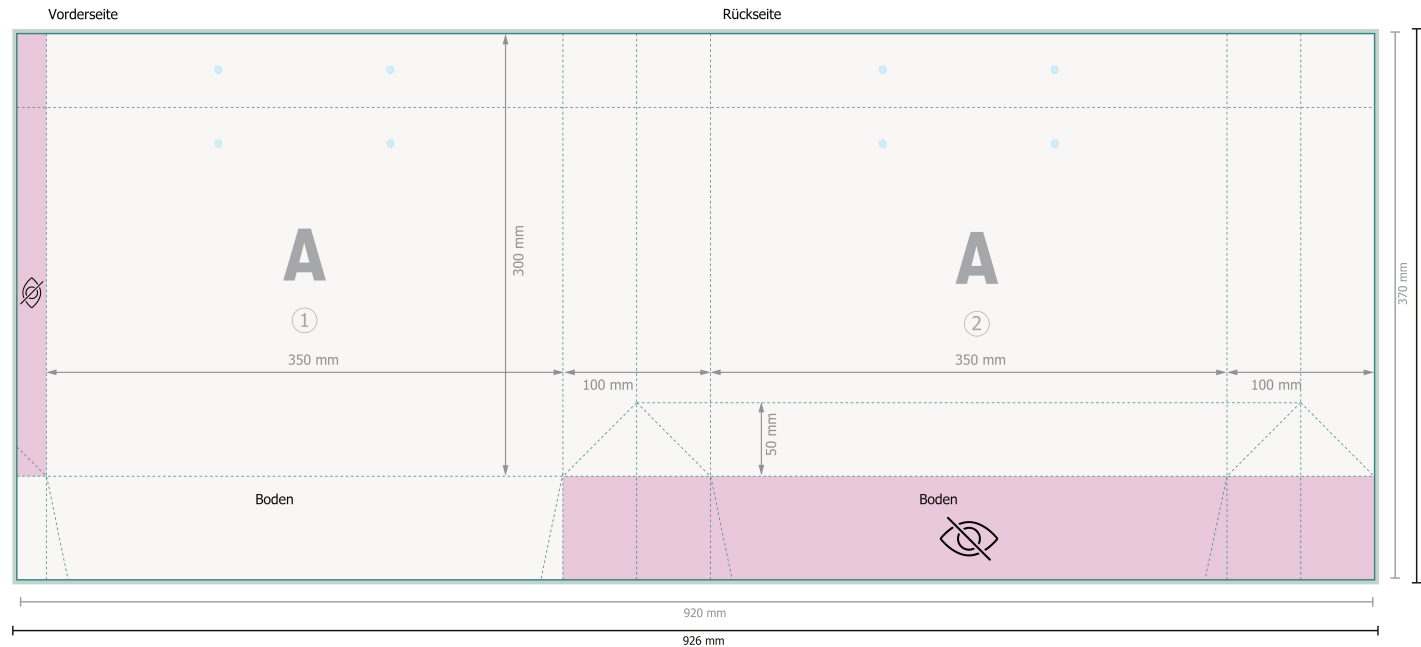 Vorderseite
Rückseite
A
1
A
2
300 mm
370 mm
350 mm
350 mm
100 mm
100 mm
50 mm
Boden
Boden
920 mm
926 mm